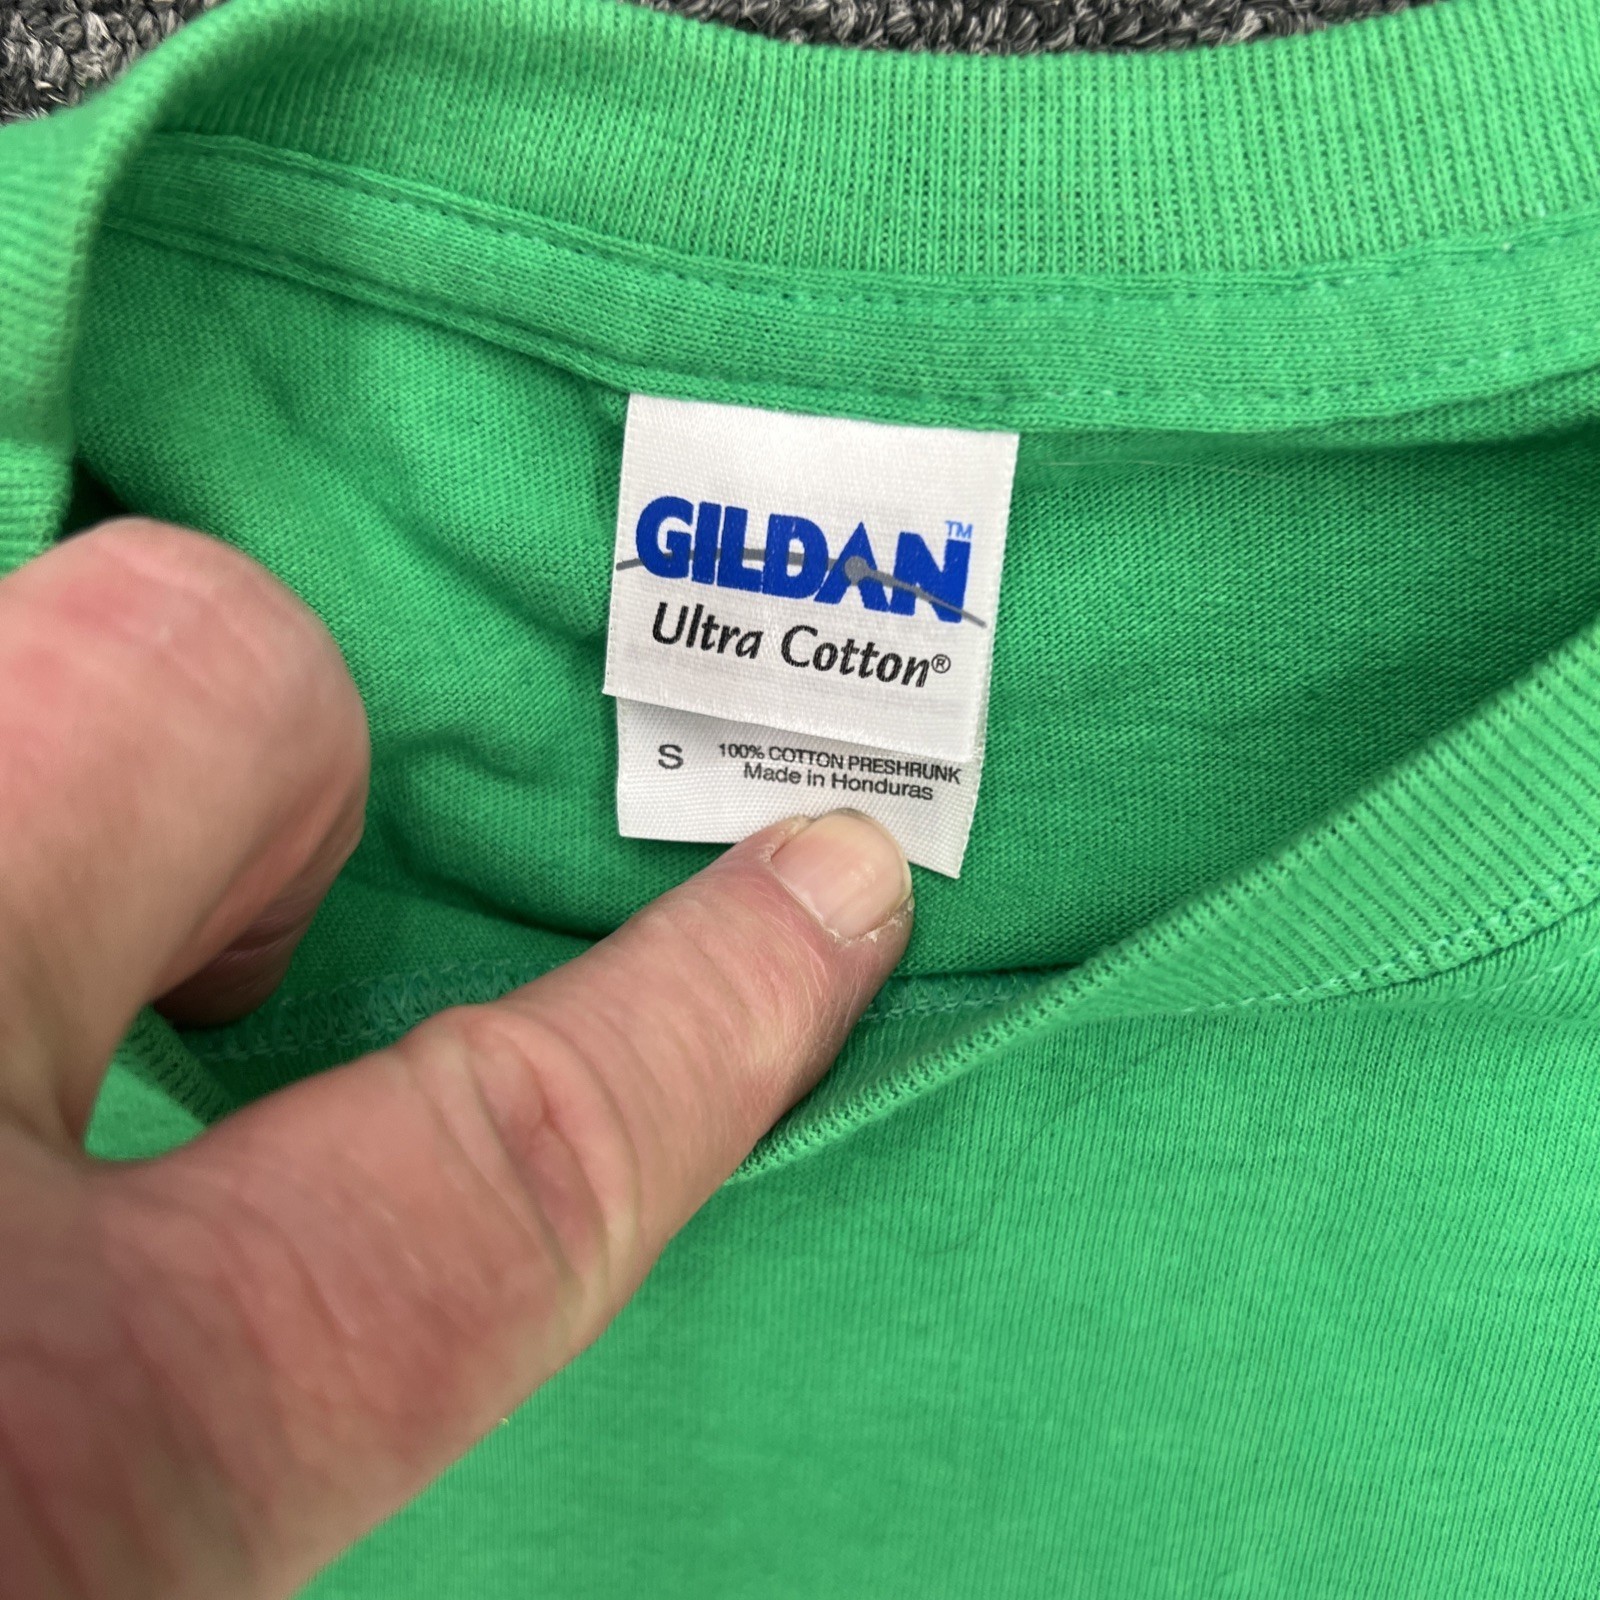 GILDAN™
Ultra Cotton®
S 100% COTTON PRESHRUNK
Made in Honduras